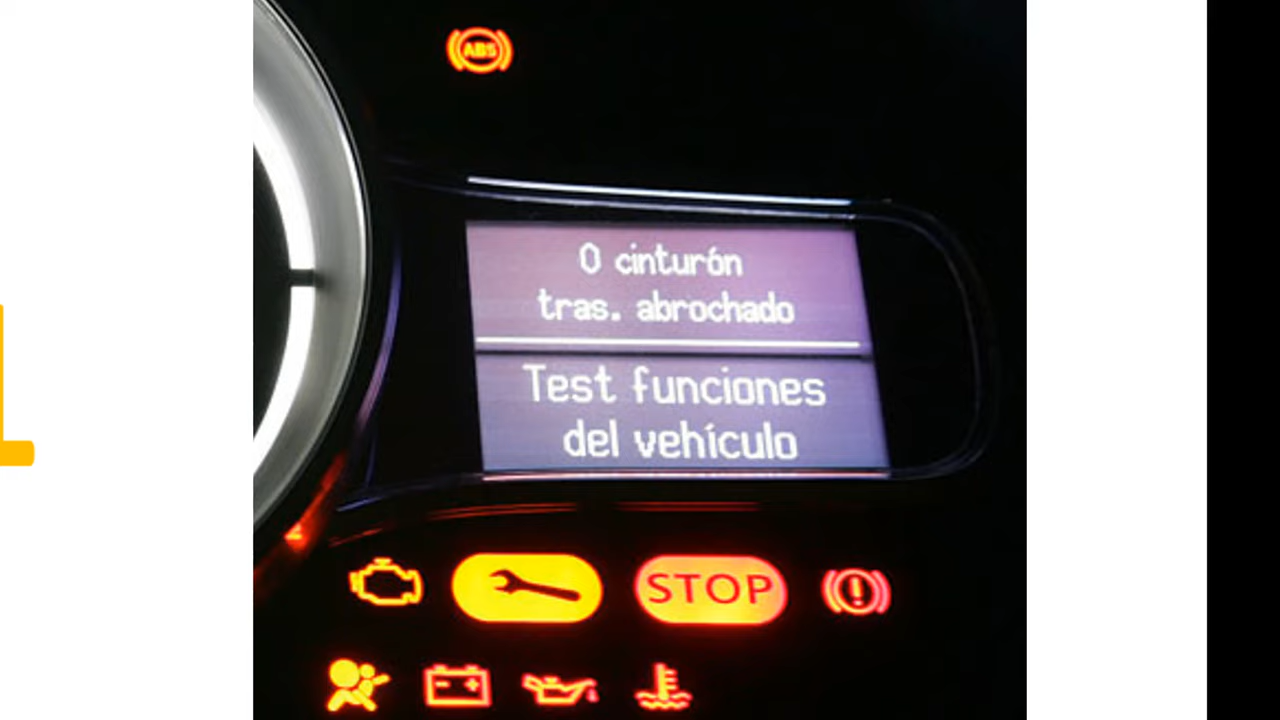 ABS
0 cinturón
tras. abrochado
Test funciones
del vehículo
STOP